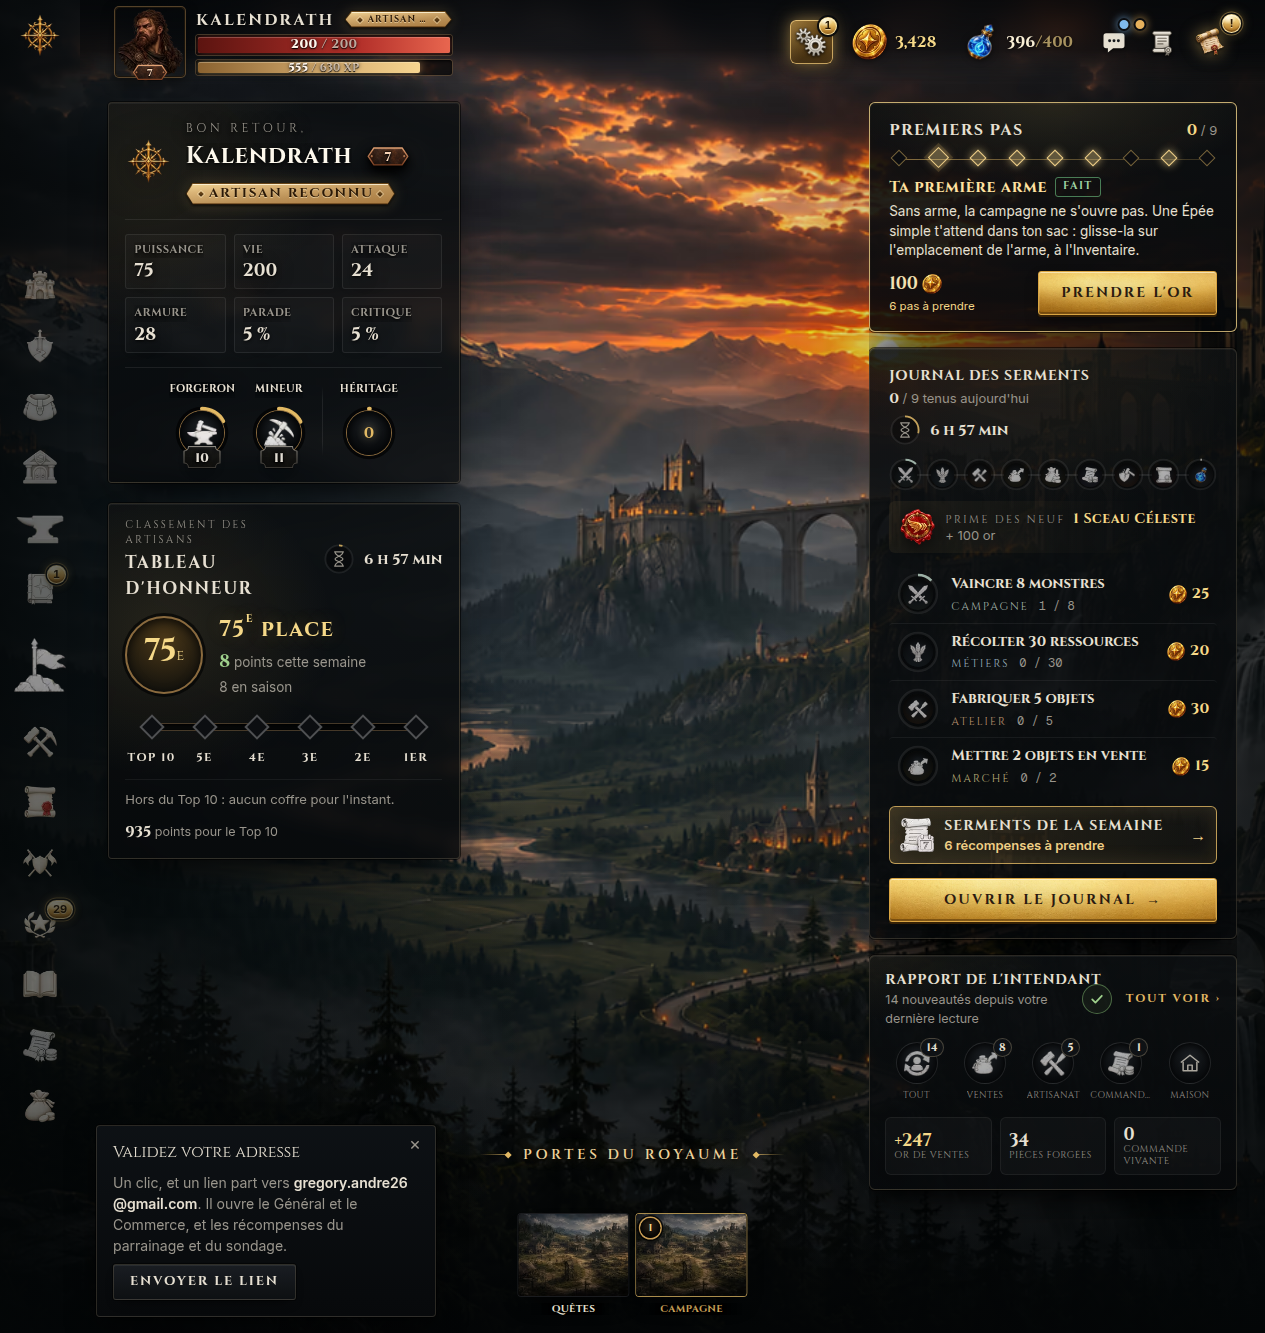 KALENDRATH
ARTISAN ...
200 / 200
555 / 630 XP
7
1
3,428
396/400
!
BON RETOUR,
KALENDRATH
7
ARTISAN RECONNU
PUISSANCE
75
VIE
200
ATTAQUE
24
ARMURE
28
PARADE
5 %
CRITIQUE
5 %
FORGERON
10
MINEUR
11
HÉRITAGE
0
CLASSEMENT DES
ARTISANS
TABLEAU
D'HONNEUR
6 H 57 MIN
75E
75E PLACE
8 points cette semaine
8 en saison
TOP 10
5E
4E
3E
2E
1ER
Hors du Top 10 : aucun coffre pour l'instant.
935 points pour le Top 10
1
29
VALIDEZ VOTRE ADRESSE
×
Un clic, et un lien part vers gregory.andre26
@gmail.com. Il ouvre le Général et le
Commerce, et les récompenses du
parrainage et du sondage.
ENVOYER LE LIEN
PORTES DU ROYAUME
QUÊTES
1
CAMPAGNE
PREMIERS PAS
0 / 9
TA PREMIÈRE ARME
FAIT
Sans arme, la campagne ne s'ouvre pas. Une Épée
simple t'attend dans ton sac : glisse-la sur
l'emplacement de l'arme, à l'Inventaire.
100
6 pas à prendre
PRENDRE L'OR
JOURNAL DES SERMENTS
0 / 9 tenus aujourd'hui
6 H 57 MIN
PRIME DES NEUF 1 SCEAU CÉLESTE
+ 100 or
VAINCRE 8 MONSTRES
CAMPAGNE 1 / 8
25
RÉCOLTER 30 RESSOURCES
MÉTIERS 0 / 30
20
FABRIQUER 5 OBJETS
ATELIER 0 / 5
30
METTRE 2 OBJETS EN VENTE
MARCHÉ 0 / 2
15
SERMENTS DE LA SEMAINE
6 récompenses à prendre
→
OUVRIR LE JOURNAL →
RAPPORT DE L'INTENDANT
14 nouveautés depuis votre
dernière lecture
TOUT VOIR ›
14
TOUT
8
VENTES
5
ARTISANAT
1
COMMAND...
MAISON
+247
OR DE VENTES
34
PIÈCES FORGÉES
0
COMMANDE
VIVANTE